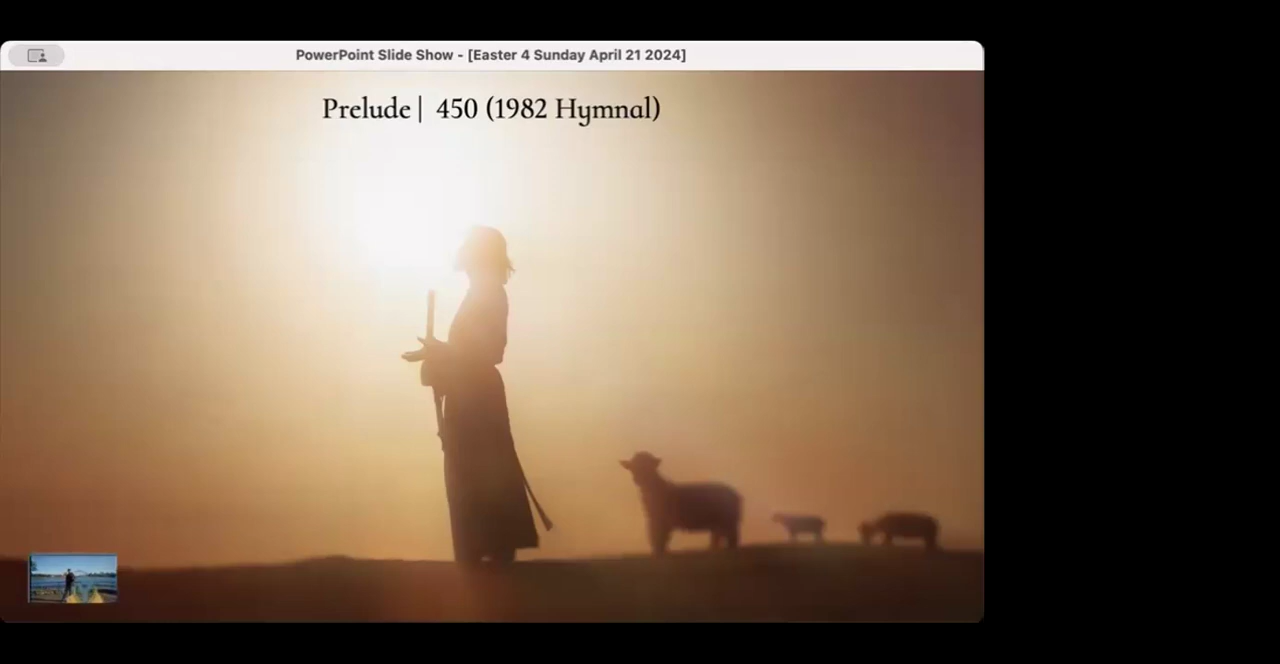 PowerPoint Slide Show - [Easter 4 Sunday April 21 2024]
Prelude | 450 (1982 Hymnal)